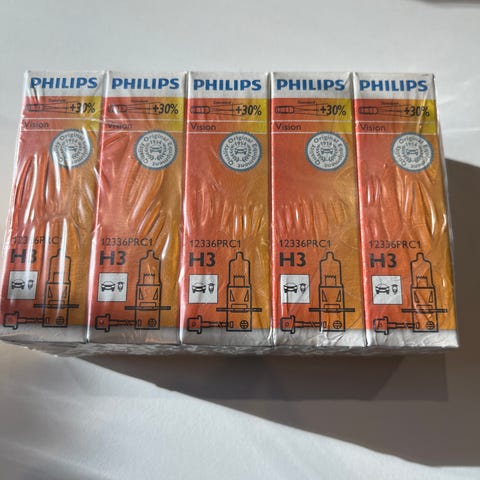 PHILIPS PHILIPS PHILIPS PHILIPS PHILIPS
+30% +30% +30% +30% +30%
Vision Vision Vision Vision Vision
12336PRC1 12336PRC1 12336PRC1 12336PRC1 12336PRC1
H3 H3 H3 H3 H3